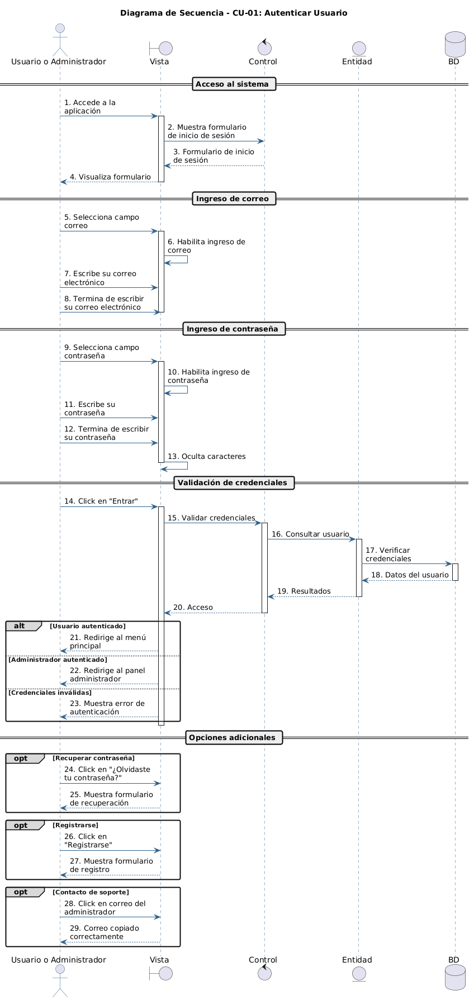 Diagrama de Secuencia - CU-01: Autenticar Usuario
Usuario o Administrador
Vista
Control
Entidad
BD
Acceso al sistema
1. Accede a la
aplicación
2. Muestra formulario
de inicio de sesión
3. Formulario de inicio
de sesión
4. Visualiza formulario
Ingreso de correo
5. Selecciona campo
correo
6. Habilita ingreso de
correo
7. Escribe su correo
electrónico
8. Termina de escribir
su correo electrónico
Ingreso de contraseña
9. Selecciona campo
contraseña
10. Habilita ingreso de
contraseña
11. Escribe su
contraseña
12. Termina de escribir
su contraseña
13. Oculta caracteres
Validación de credenciales
14. Click en "Entrar"
15. Validar credenciales
16. Consultar usuario
17. Verificar
credenciales
18. Datos del usuario
19. Resultados
20. Acceso
alt [Usuario autenticado]
21. Redirige al menú
principal
[Administrador autenticado]
22. Redirige al panel
administrador
[Credenciales inválidas]
23. Muestra error de
autenticación
Opciones adicionales
opt [Recuperar contraseña]
24. Click en "¿Olvidaste
tu contraseña?"
25. Muestra formulario
de recuperación
opt [Registrarse]
26. Click en
"Registrarse"
27. Muestra formulario
de registro
opt [Contacto de soporte]
28. Click en correo del
administrador
29. Correo copiado
correctamente
Usuario o Administrador
Vista
Control
Entidad
BD